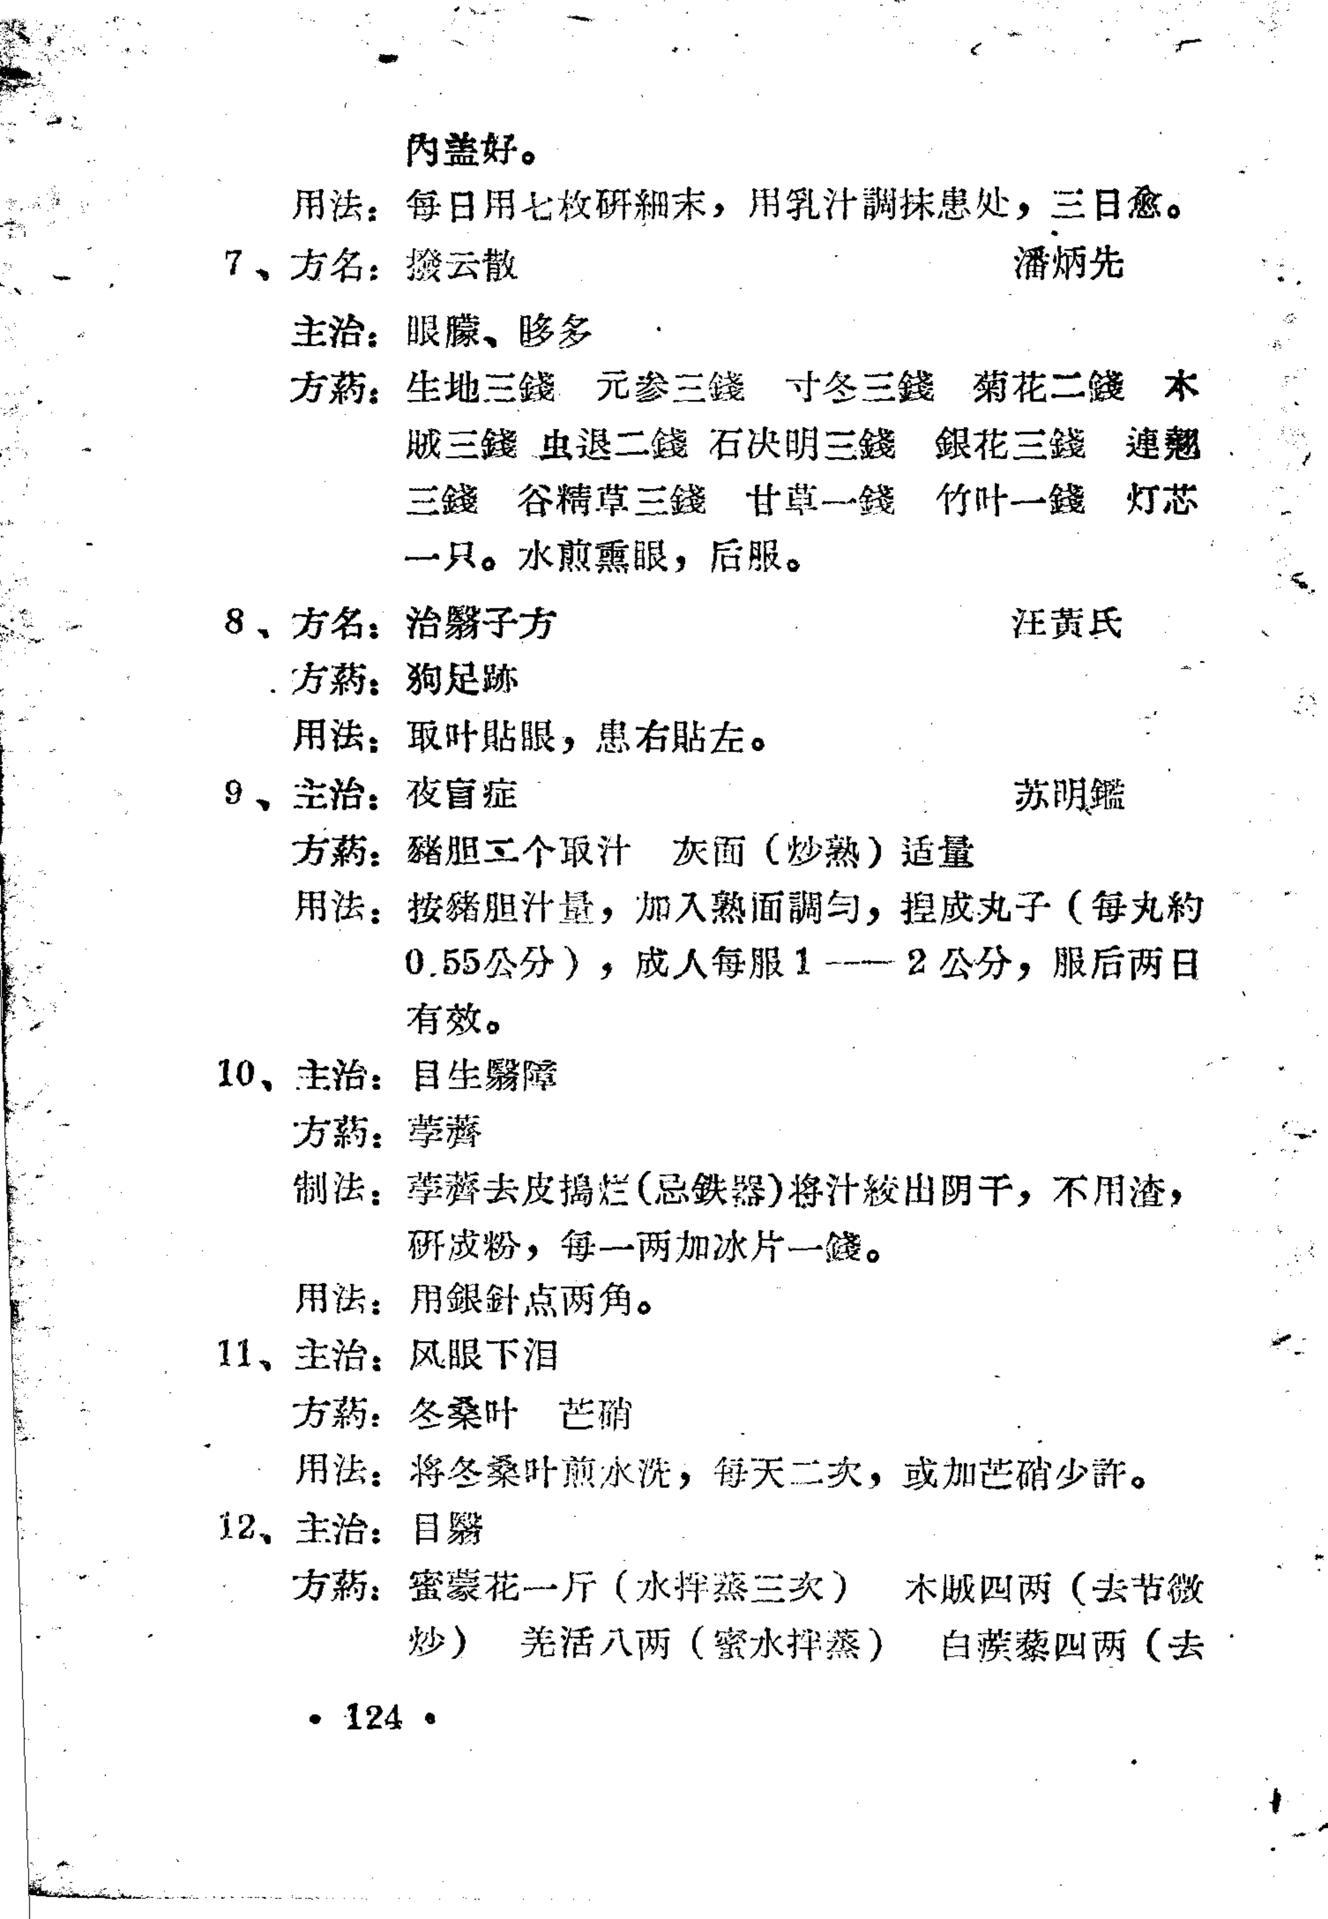 內盖好。
用法：每日用七枚研細末，用乳汁調抹患处，三日愈。
7、方名：撥云散 潘炳先
主治：眼朦、眵多
方葯：生地三錢 元参三錢 寸冬三錢 菊花二錢 木
賊三錢 虫退二錢 石决明三錢 銀花三錢 連翹
三錢 谷精草三錢 甘草一錢 竹叶一錢 灯芯
一只。水煎熏眼，后服。
8、方名：治翳子方 汪黃氏
方葯：狗足跡
用法：取叶貼眼，患右貼左。
9、主治：夜盲症 苏明鑑
方葯：豬胆二个取汁 灰面（炒熟）适量
用法：按豬胆汁量，加入熟面調匀，揑成丸子（每丸約
0.55公分），成人每服1——2公分，服后两日
有效。
10、主治：目生翳障
方葯：荸薺
制法：荸薺去皮搗烂(忌鉄器)将汁絞出阴干，不用渣，
研成粉，每一两加冰片一錢。
用法：用銀針点两角。
11、主治：风眼下泪
方葯：冬桑叶 芒硝
用法：将冬桑叶煎水洗，每天二次，或加芒硝少許。
12、主治：目翳
方葯：蜜蒙花一斤（水拌蒸三次） 木賊四两（去节微
炒） 羌活八两（蜜水拌蒸） 白蒺藜四两（去
• 124 •